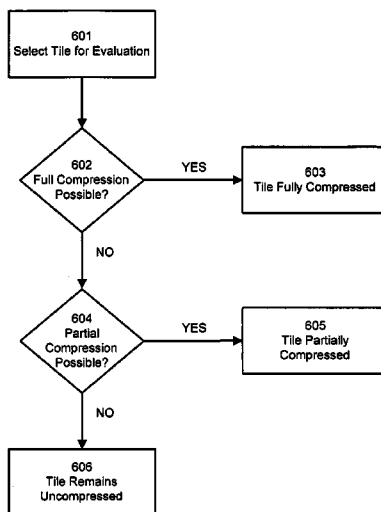 601
Select Tile for Evaluation
602
Full Compression
Possible?
YES
603
Tile Fully Compressed
NO
604
Partial
Compression
Possible?
YES
605
Tile Partially
Compressed
NO
606
Tile Remains
Uncompressed